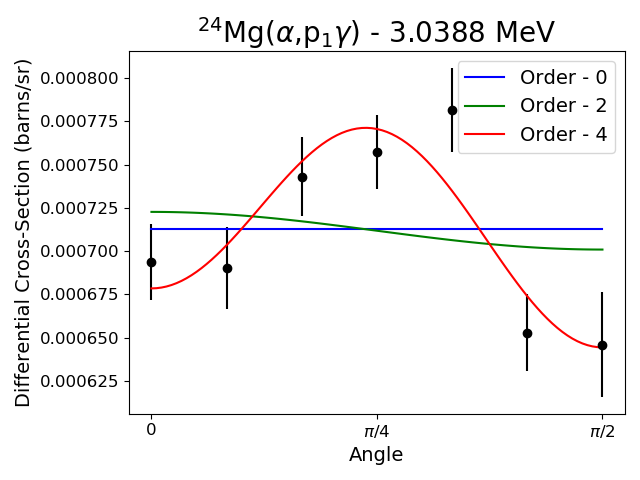 ²⁴Mg(α,p₁γ) - 3.0388 MeV
Differential Cross-Section (barns/sr)
0.000800
0.000775
0.000750
0.000725
0.000700
0.000675
0.000650
0.000625
Order - 0
Order - 2
Order - 4
0 π/4 π/2
Angle